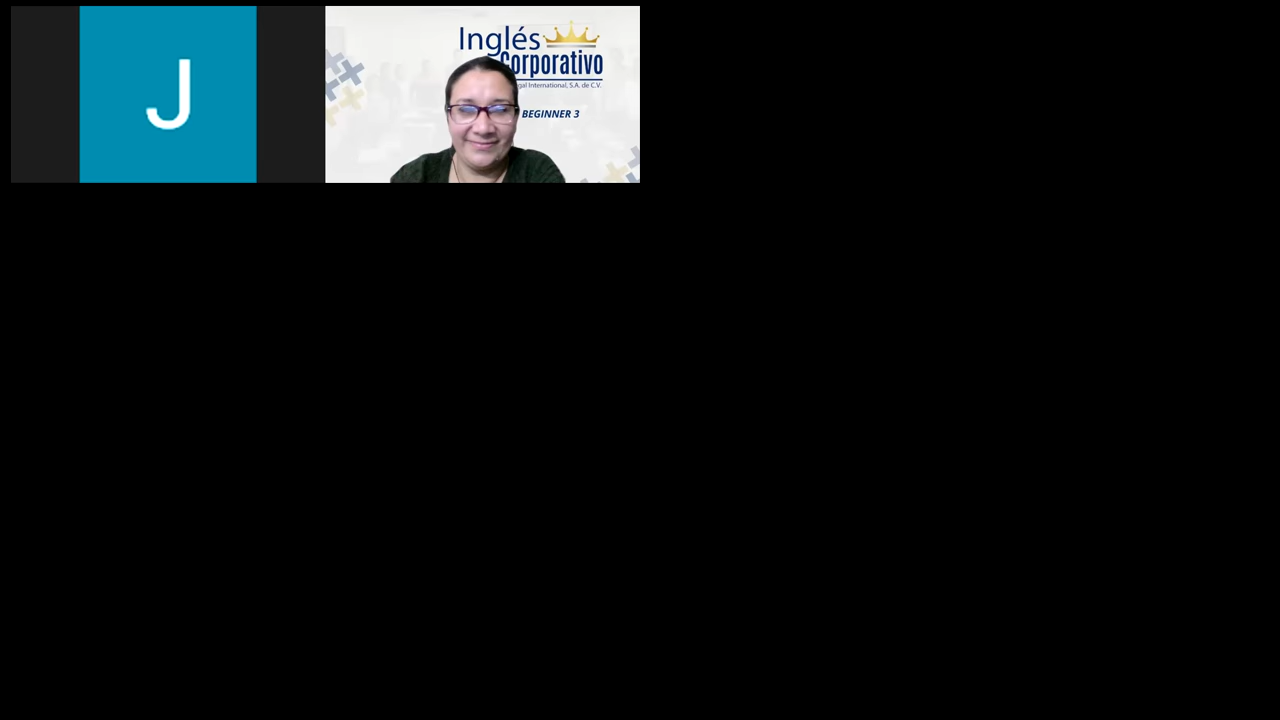 J
Inglés
Corporativo
gal International, S.A. de C.V.
BEGINNER 3